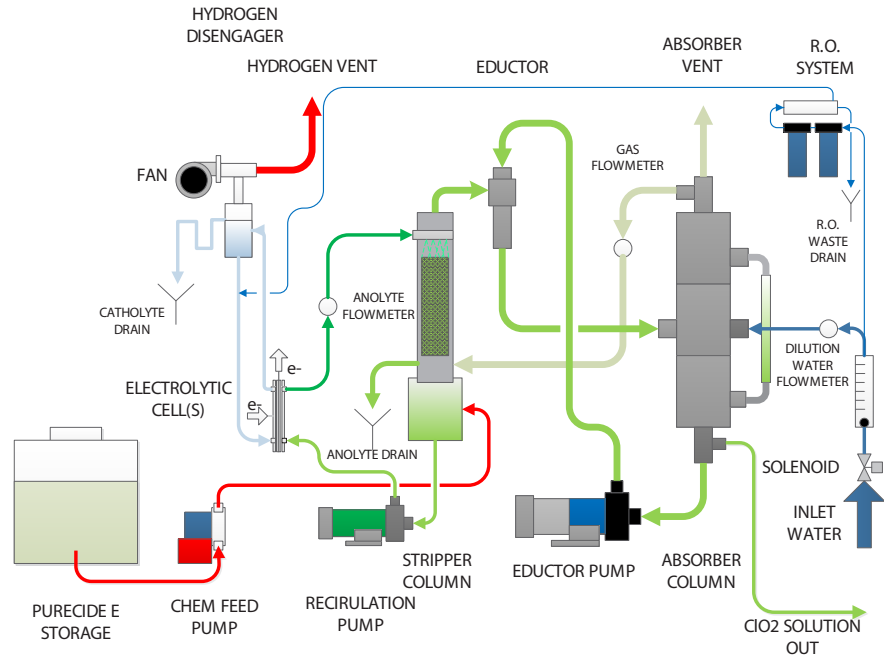 HYDROGEN
DISENGAGER
HYDROGEN VENT
EDUCTOR
ABSORBER
VENT
R.O.
SYSTEM
GAS
FLOWMETER
FAN
R.O.
WASTE
DRAIN
CATHOLYTE
DRAIN
ANOLYTE
FLOWMETER
DILUTION
WATER
FLOWMETER
e-
ELECTROLYTIC
CELL(S)
e-
ANOLYTE DRAIN
SOLENOID
INLET
WATER
STRIPPER
COLUMN
EDUCTOR PUMP
ABSORBER
COLUMN
PURECIDE E
STORAGE
CHEM FEED
PUMP
RECIRULATION
PUMP
ClO2 SOLUTION
OUT